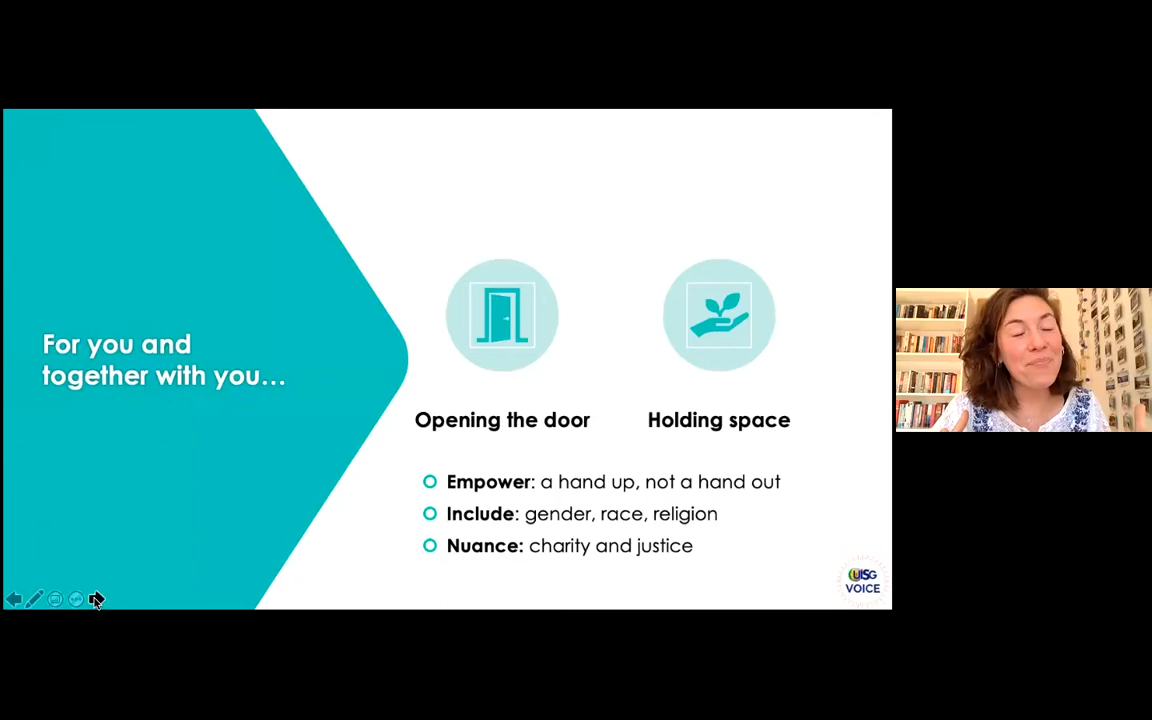 For you and
together with you...
Opening the door
Holding space
Empower: a hand up, not a hand out
Include: gender, race, religion
Nuance: charity and justice
UISG
VOICE